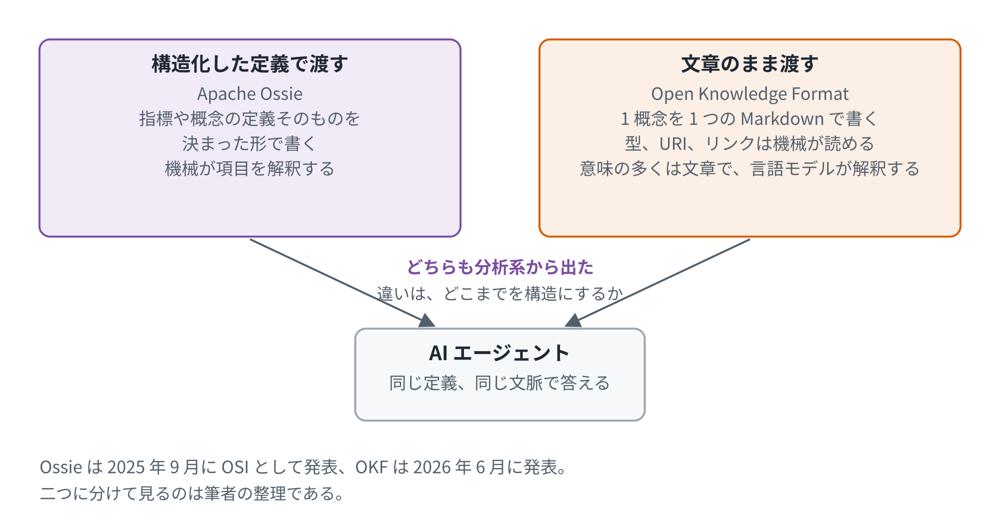 構造化した定義で渡す
Apache Ossie
指標や概念の定義そのものを
決まった形で書く
機械が項目を解釈する
文章のまま渡す
Open Knowledge Format
1 概念を 1 つの Markdown で書く
型、URI、リンクは機械が読める
意味の多くは文章で、言語モデルが解釈する
どちらも分析系から出た
違いは、どこまでを構造にするか
AI エージェント
同じ定義、同じ文脈で答える
Ossie は 2025 年 9 月に OSI として発表、OKF は 2026 年 6 月に発表。
二つに分けて見るのは筆者の整理である。